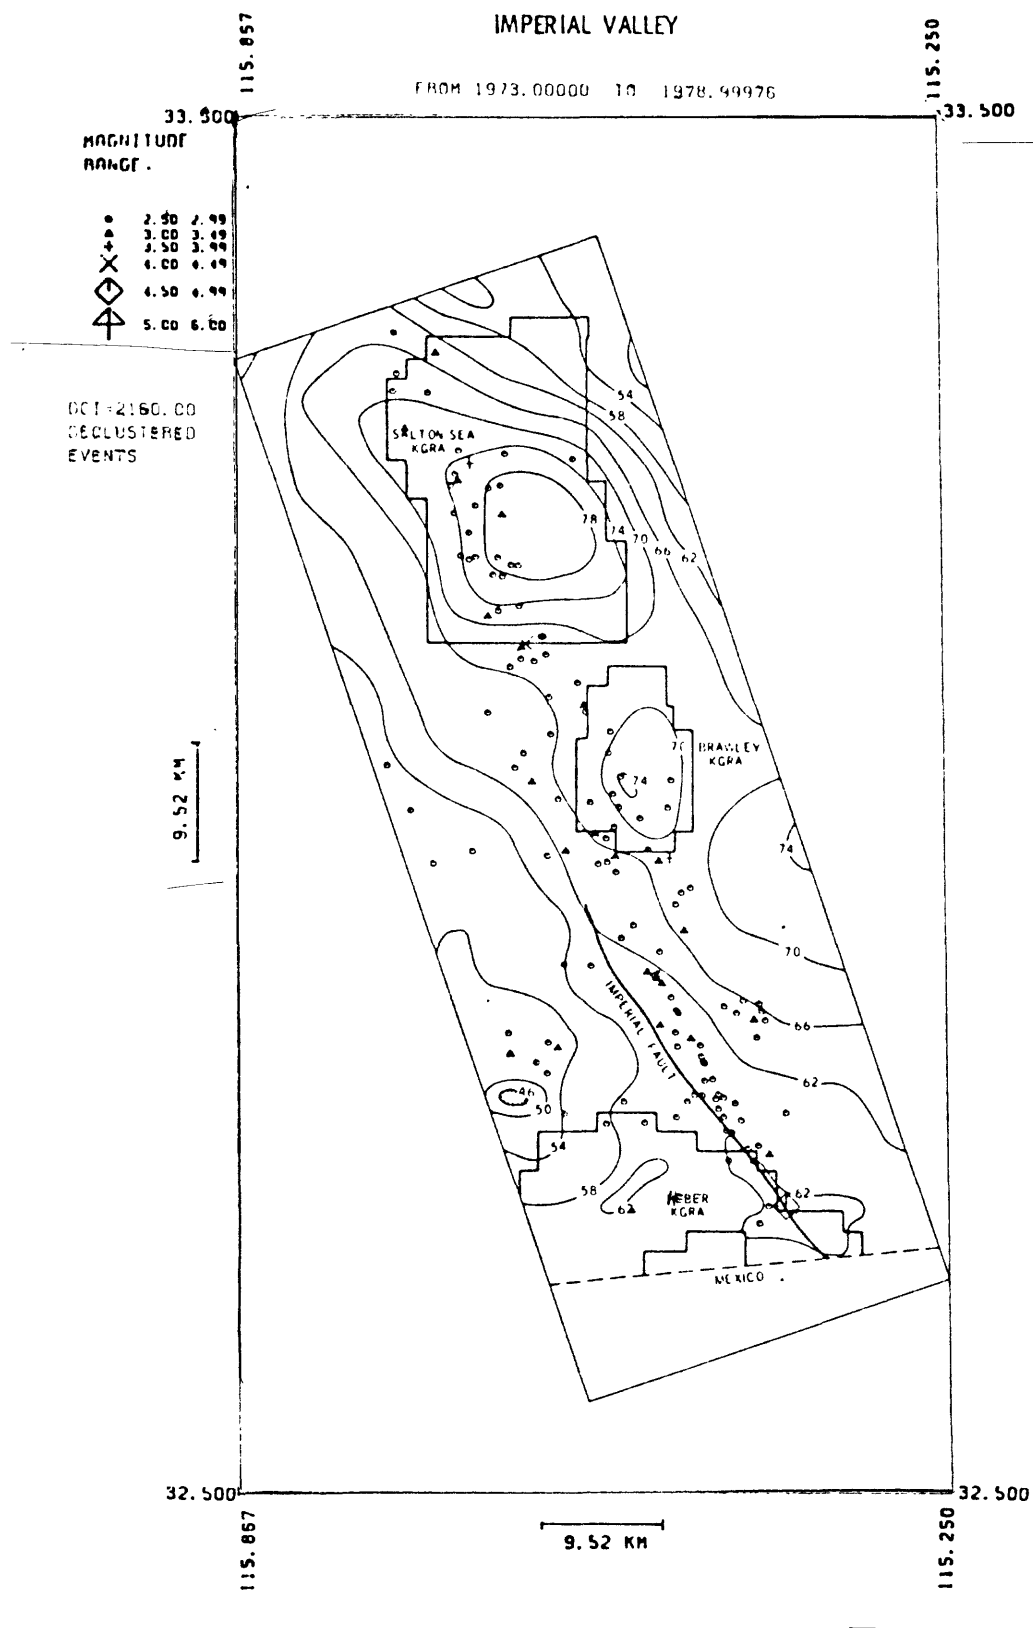 IMPERIAL VALLEY
FROM 1973.00000 TO 1978.99976
115.857
115.250
33.500
33.500
MAGNITUDE
RANGE.
2.50 2.99
3.00 3.49
3.50 3.99
4.00 4.49
4.50 4.99
5.00 6.00
DCT=2160.00
DECLUSTERED
EVENTS
54
58
SALTON SEA
KGRA
78
74
70
66
62
70
BRAWLEY
KGRA
74
9.52 KM
74
70
IMPERIAL FAULT
66
62
46
50
54
58
62
HEBER
KGRA
62
MEXICO
32.500
32.500
9.52 KM
115.867
115.250